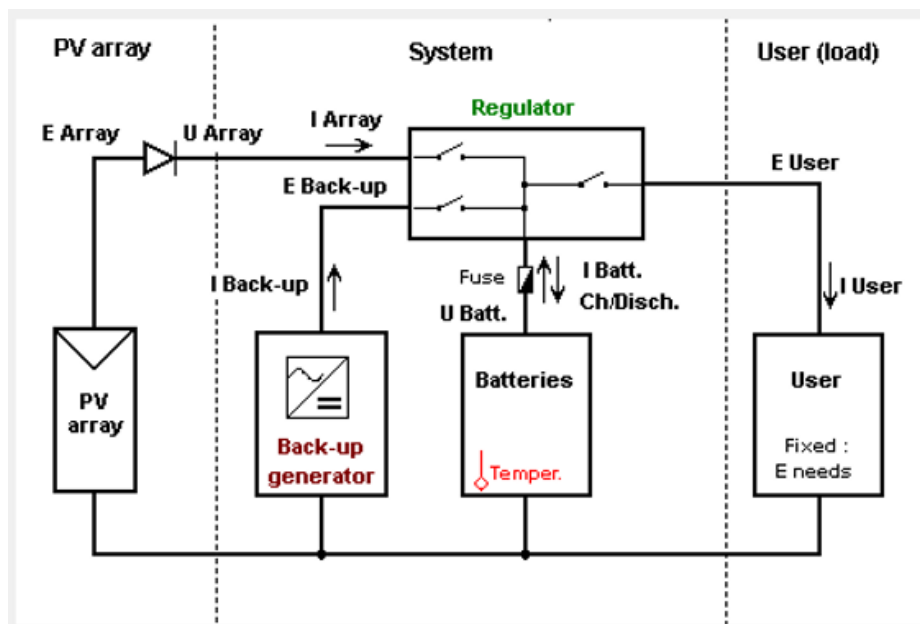 PV array
System
User (load)
Regulator
I Array
E Array
U Array
E User
E Back-up
Fuse
I Batt.
Ch/Disch.
I Back-up
U Batt.
I User
PV
array
Back-up
generator
Batteries
Temper.
User
Fixed :
E needs